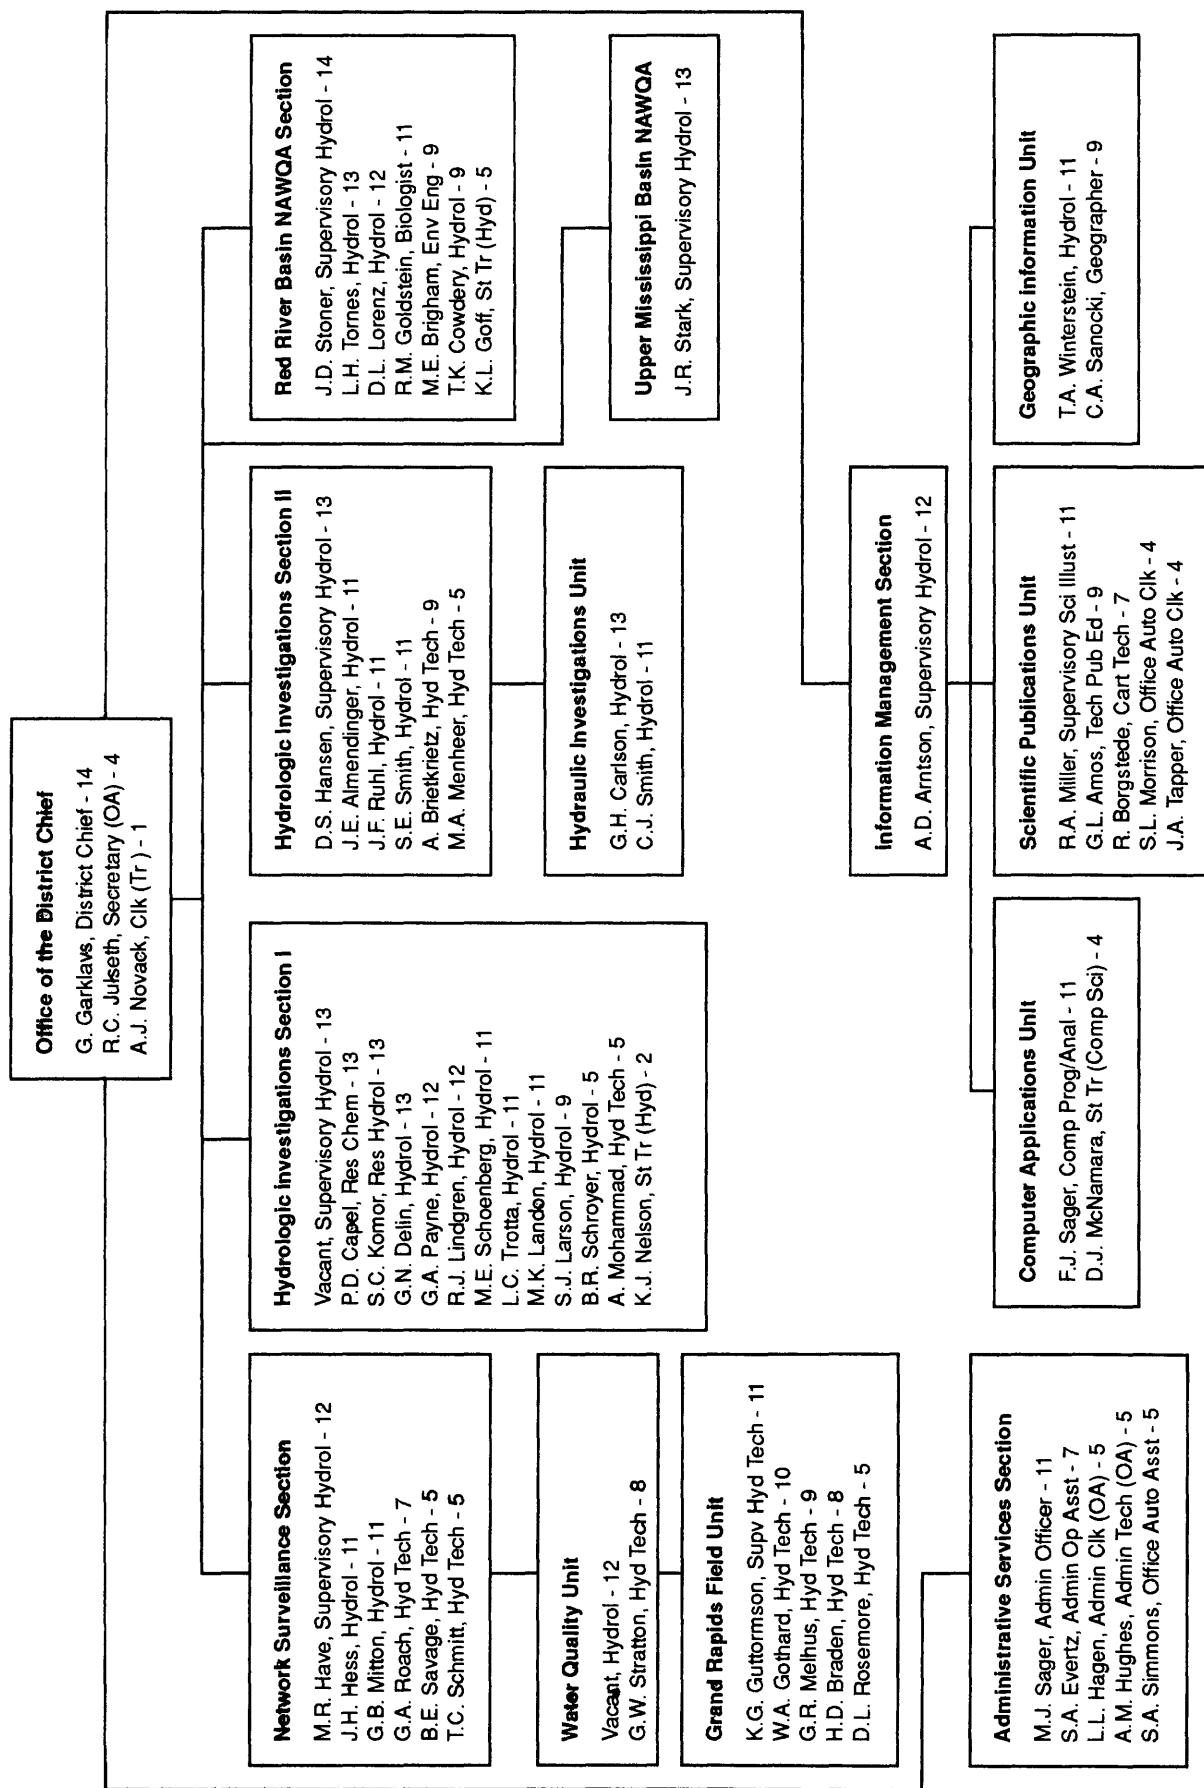 Office of the District Chief
G. Garklavs, District Chief - 14
R.C. Julseth, Secretary (OA) - 4
A.J. Novack, Clk (Tr ) - 1
Network Surveillance Section
M.R. Have, Supervisory Hydrol - 12
J.H. Hess, Hydrol - 11
G.B. Mitton, Hydrol - 11
G.A. Roach, Hyd Tech - 7
B.E. Savage, Hyd Tech - 5
T.C. Schmitt, Hyd Tech - 5
Hydrologic Investigations Section I
Vacant, Supervisory Hydrol - 13
P.D. Capel, Res Chem - 13
S.C. Komor, Res Hydrol - 13
G.N. Delin, Hydrol - 13
G.A. Payne, Hydrol - 12
R.J. Lindgren, Hydrol - 12
M.E. Schoenberg, Hydrol - 11
L.C. Trotta, Hydrol - 11
M.K. Landon, Hydrol - 11
S.J. Larson, Hydrol - 9
B.R. Schroyer, Hydrol - 5
A. Mohammad, Hyd Tech - 5
K.J. Nelson, St Tr (Hyd) - 2
Hydrologic Investigations Section II
D.S. Hansen, Supervisory Hydrol - 13
J.E. Almendinger, Hydrol - 11
J.F. Ruhl, Hydrol - 11
S.E. Smith, Hydrol - 11
A. Brietkrietz, Hyd Tech - 9
M.A. Menheer, Hyd Tech - 5
Red River Basin NAWQA Section
J.D. Stoner, Supervisory Hydrol - 14
L.H. Tornes, Hydrol - 13
D.L. Lorenz, Hydrol - 12
R.M. Goldstein, Biologist - 11
M.E. Brigham, Env Eng - 9
T.K. Cowdery, Hydrol - 9
K.L. Goff, St Tr (Hyd) - 5
Water Quality Unit
Vacant, Hydrol - 12
G.W. Stratton, Hyd Tech - 8
Hydraulic Investigations Unit
G.H. Carlson, Hydrol - 13
C.J. Smith, Hydrol - 11
Upper Mississippi Basin NAWQA
J.R. Stark, Supervisory Hydrol - 13
Grand Rapids Field Unit
K.G. Guttormson, Supv Hyd Tech - 11
W.A. Gothard, Hyd Tech - 10
G.R. Melhus, Hyd Tech - 9
H.D. Braden, Hyd Tech - 8
D.L. Rosemore, Hyd Tech - 5
Information Management Section
A.D. Arntson, Supervisory Hydrol - 12
Administrative Services Section
M.J. Sager, Admin Officer - 11
S.A. Evertz, Admin Op Asst - 7
L.L. Hagen, Admin Clk (OA) - 5
A.M. Hughes, Admin Tech (OA) - 5
S.A. Simmons, Office Auto Asst - 5
Computer Applications Unit
F.J. Sager, Comp Prog/Anal - 11
D.J. McNamara, St Tr (Comp Sci) - 4
Scientific Publications Unit
R.A. Miller, Supervisory Sci Illust - 11
G.L. Amos, Tech Pub Ed - 9
R. Borgstede, Cart Tech - 7
S.L. Morrison, Office Auto Clk - 4
J.A. Tapper, Office Auto Clk - 4
Geographic Information Unit
T.A. Winterstein, Hydrol - 11
C.A. Sanocki, Geographer - 9